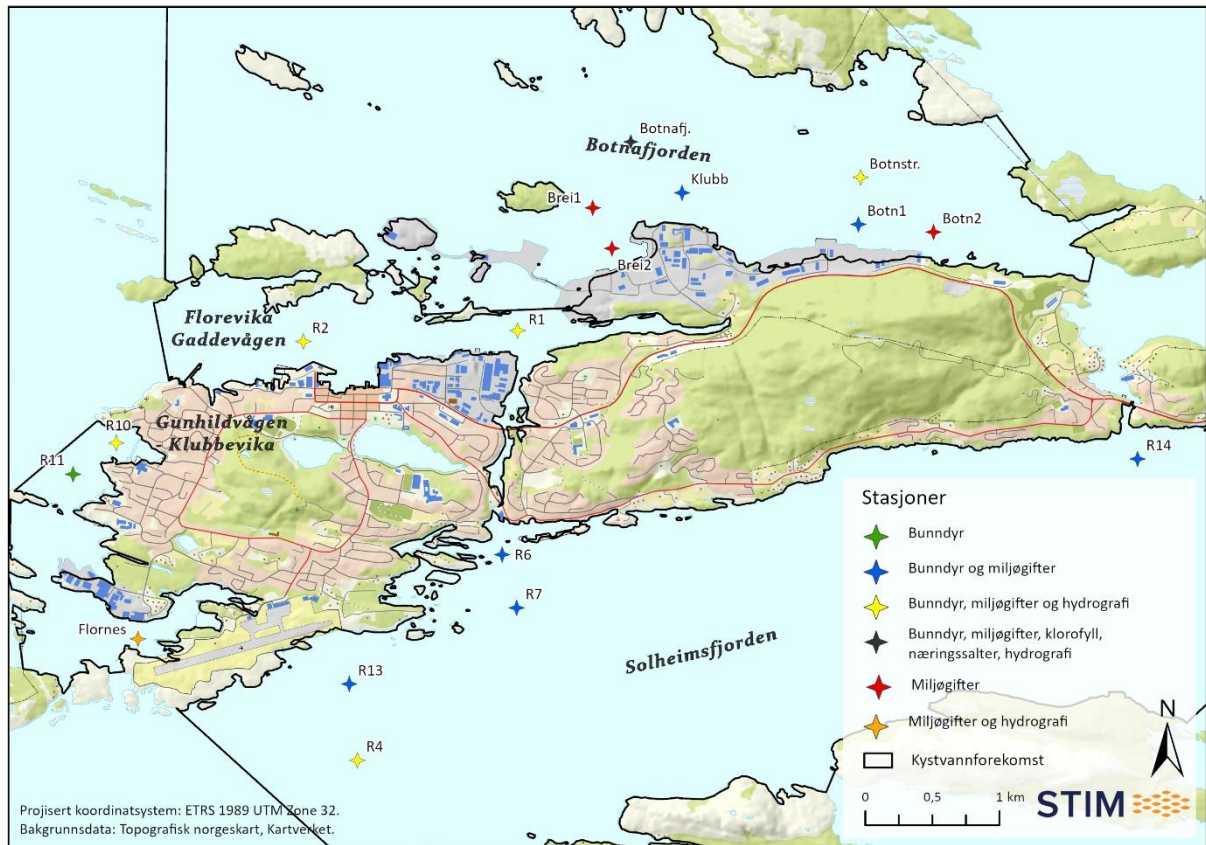 Botnafj.
Botnafjorden
Botnstr.
Klubb
Brei1
Botn1
Botn2
Brei2
R1
Florevika
Gaddevågen
R2
Gunhildvågen
- Klubbevika
R10
R11
R14
R6
R7
Flornes
Solheimsfjorden
R13
R4
Stasjoner
Bunndyr
Bunndyr og miljøgifter
Bunndyr, miljøgifter og hydrografi
Bunndyr, miljøgifter, klorofyll,
næringssalter, hydrografi
Miljøgifter
Miljøgifter og hydrografi
Kystvannforekomst
N
0 0,5 1 km
STIM
Projisert koordinatsystem: ETRS 1989 UTM Zone 32.
Bakgrunnsdata: Topografisk norgeskart, Kartverket.